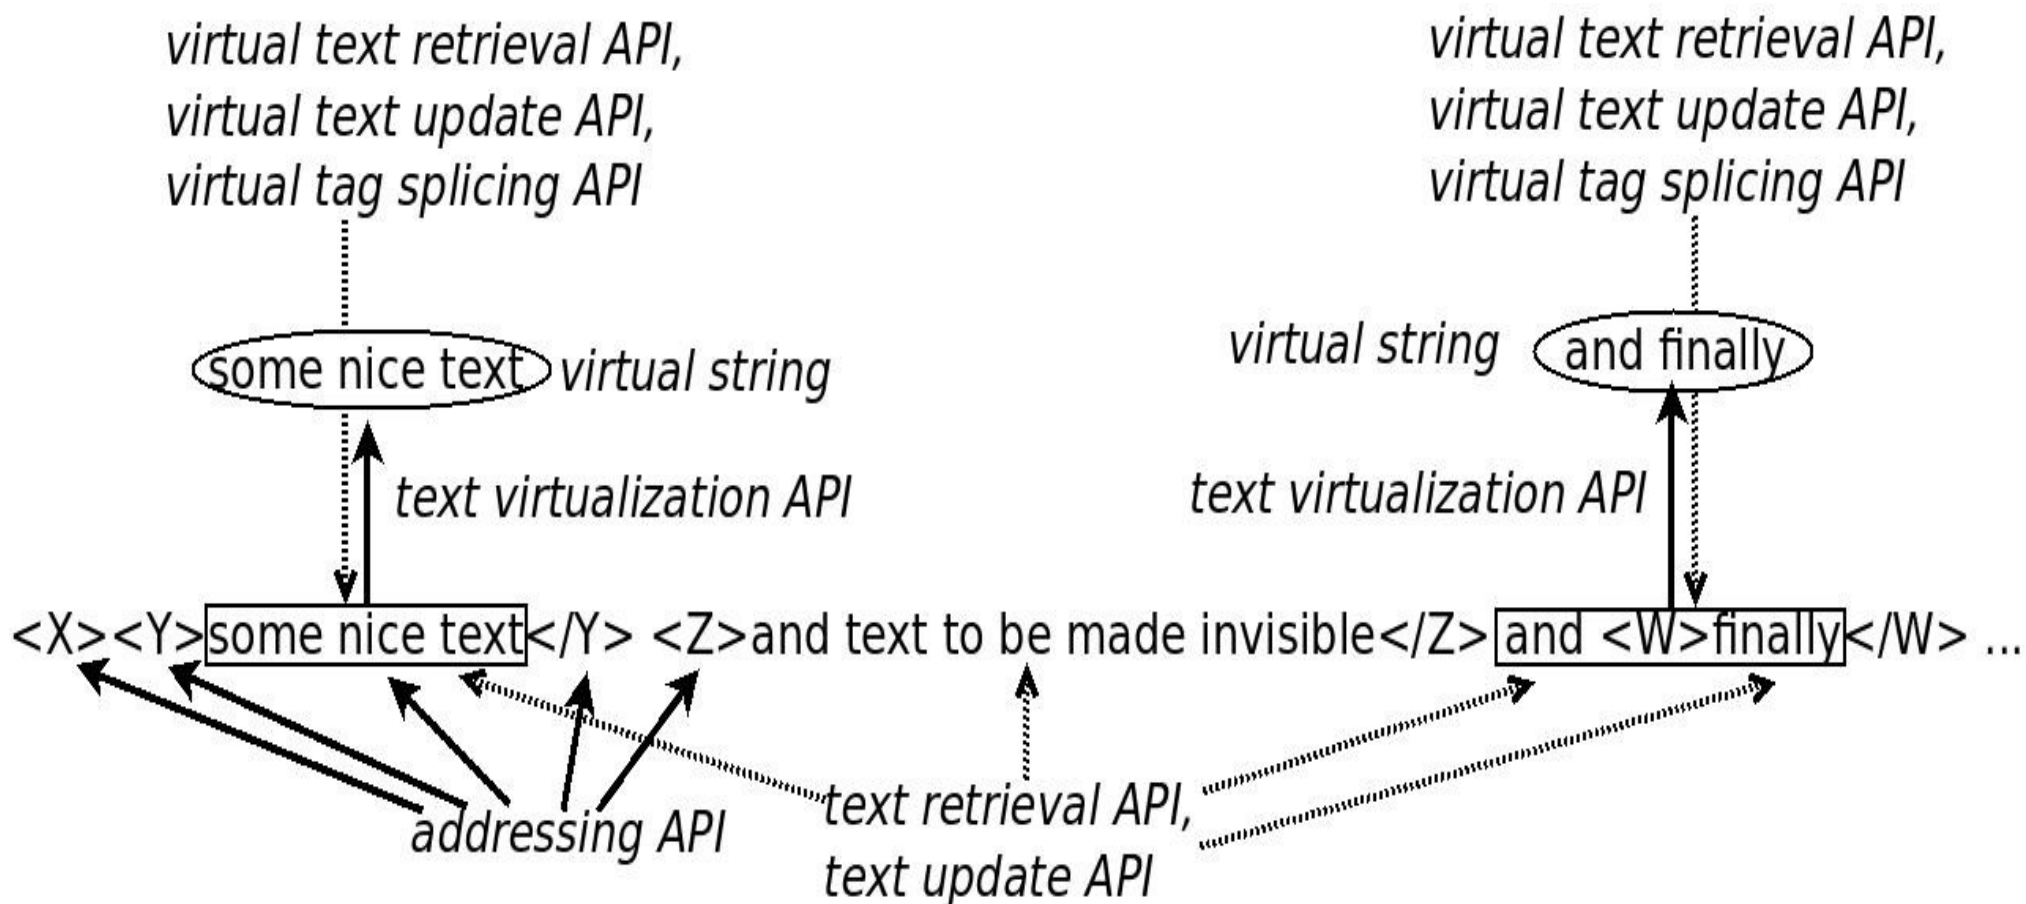 virtual text retrieval API,
virtual text update API,
virtual tag splicing API
virtual text retrieval API,
virtual text update API,
virtual tag splicing API
some nice text virtual string
virtual string and finally
text virtualization API
text virtualization API
<X><Y>some nice text</Y> <Z>and text to be made invisible</Z> and <W>finally</W> ...
addressing API
text retrieval API,
text update API